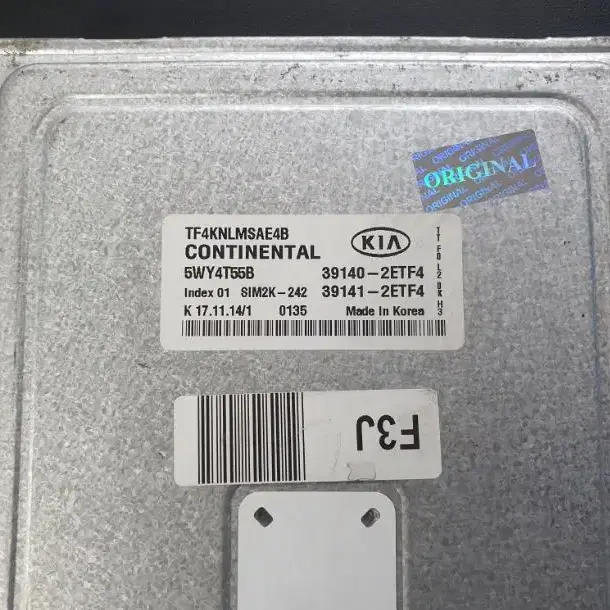 ORIGINAL
TF4KNLMSAE4B
CONTINENTAL KIA
5WY4T55B 39140-2ETF4
Index 01 SIM2K-242 39141-2ETF4
K 17.11.14/1 0135 Made In Korea
F3J